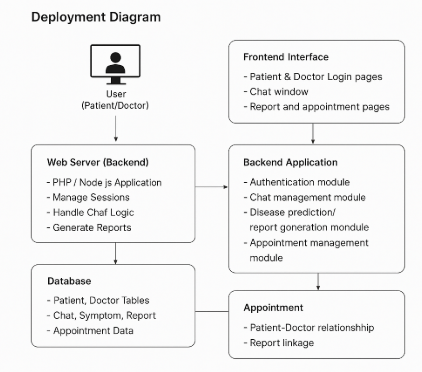 Deployment Diagram
User
(Patient/Doctor)
Frontend Interface
- Patient & Doctor Login pages
- Chat window
- Report and appointment pages
Web Server (Backend)
- PHP / Node js Application
- Manage Sessions
- Handle Chaf Logic
- Generate Reports
Backend Application
- Authentication module
- Chat management module
- Disease prediction/
report goneration mondule
- Appointment management
module
Database
- Patient, Doctor Tables
- Chat, Symptom, Report
- Appointment Data
Appointment
- Patient-Doctor relationshhip
- Report linkage